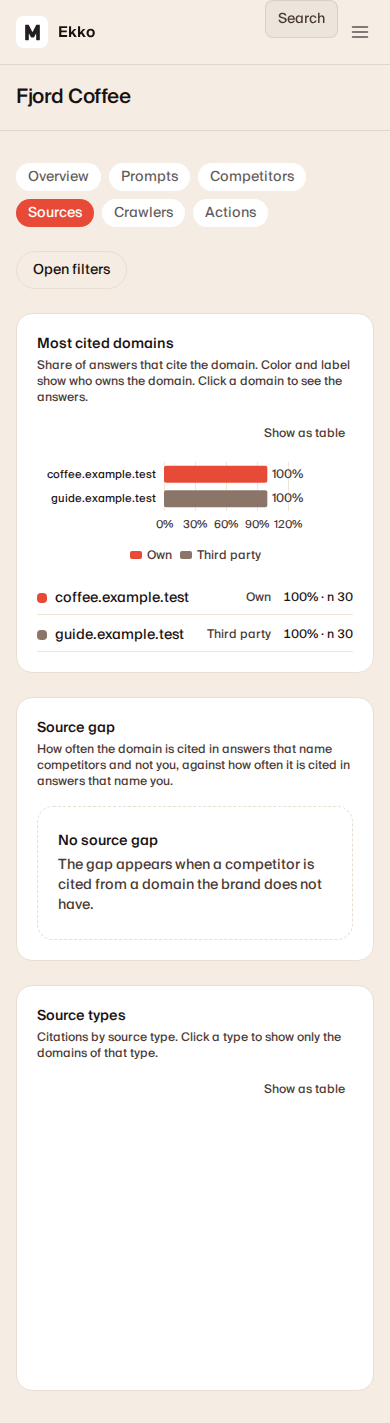 M Ekko
Search
Fjord Coffee
Overview Prompts Competitors
Sources Crawlers Actions
Open filters
Most cited domains
Share of answers that cite the domain. Color and label
show who owns the domain. Click a domain to see the
answers.
Show as table
coffee.example.test 100%
guide.example.test 100%
0% 30% 60% 90% 120%
Own Third party
coffee.example.test Own 100% · n 30
guide.example.test Third party 100% · n 30
Source gap
How often the domain is cited in answers that name
competitors and not you, against how often it is cited in
answers that name you.
No source gap
The gap appears when a competitor is
cited from a domain the brand does not
have.
Source types
Citations by source type. Click a type to show only the
domains of that type.
Show as table